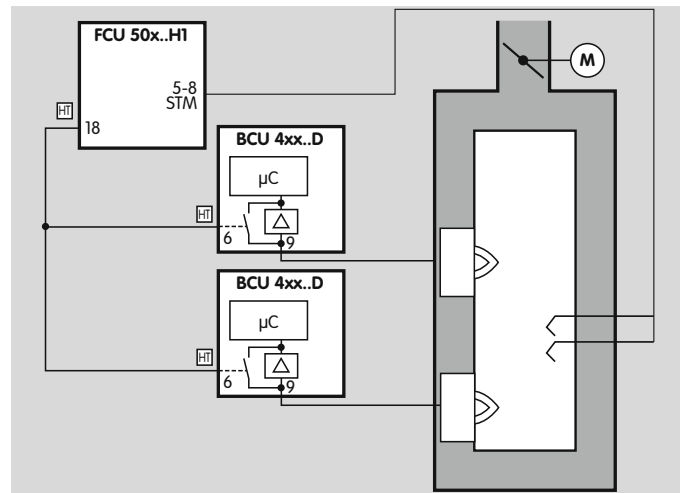 FCU 50x..H1
5-8
STM
M
HT
18
BCU 4xx..D
µC
HT
6
9
BCU 4xx..D
µC
HT
6
9